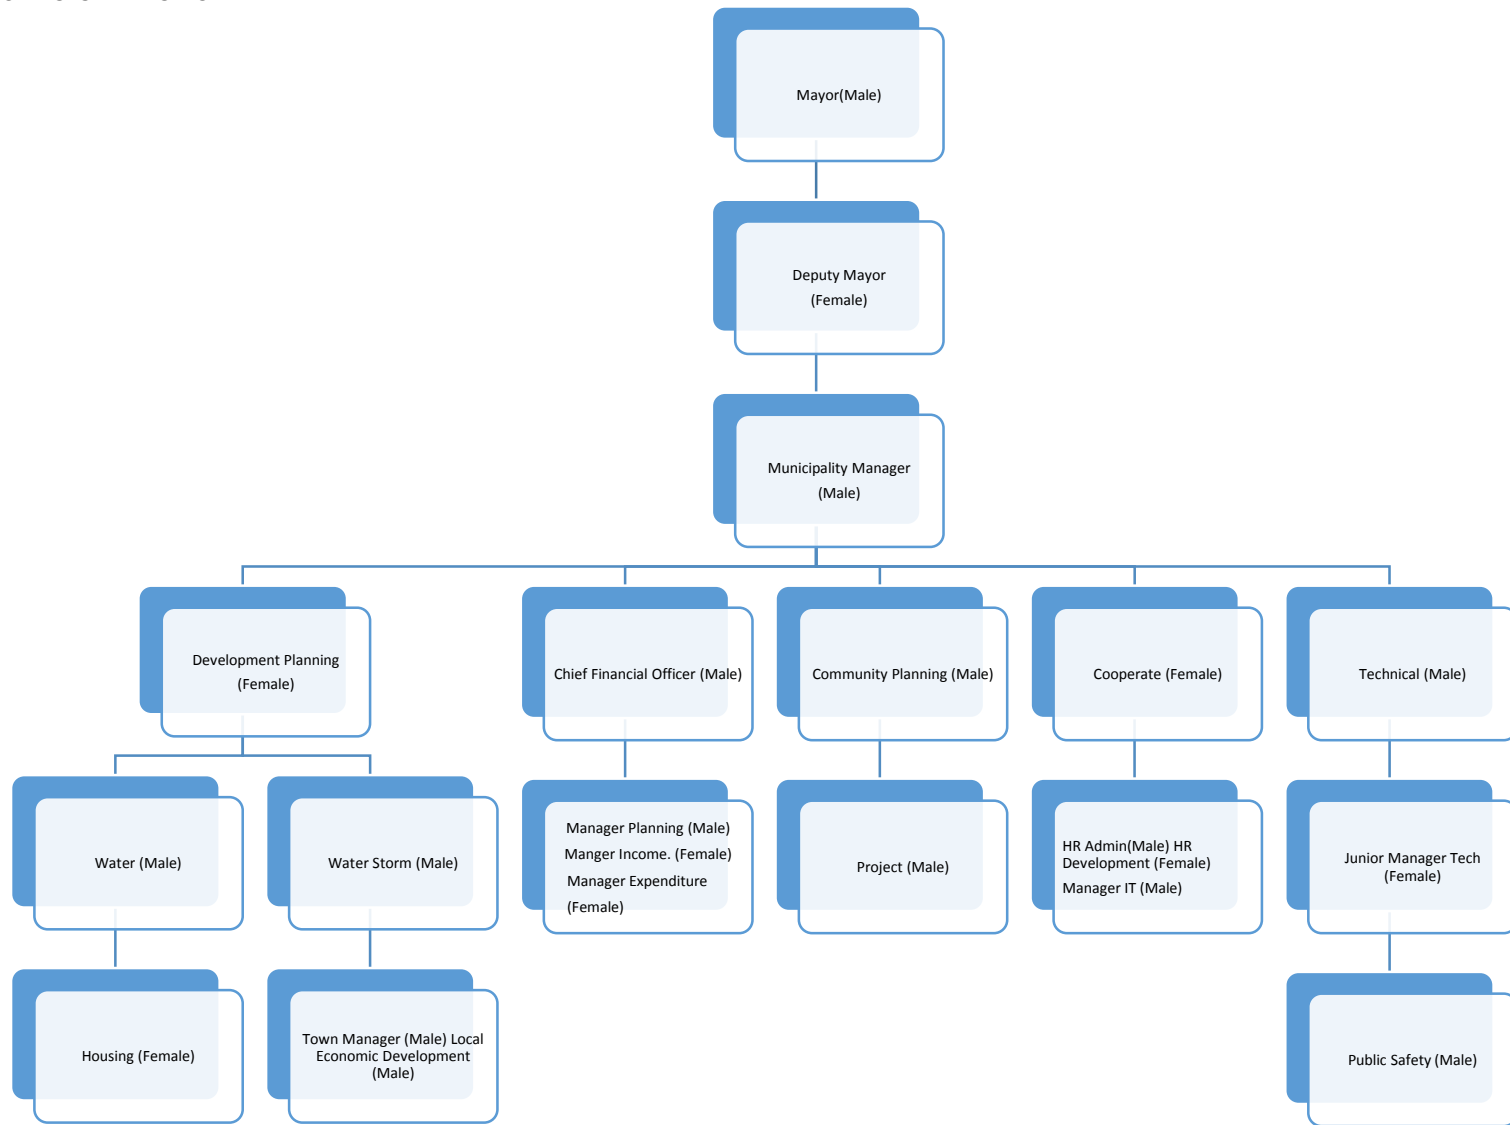 Mayor(Male)
Deputy Mayor
(Female)
Municipality Manager
(Male)
Development Planning
(Female)
Chief Financial Officer (Male)
Community Planning (Male)
Cooperate (Female)
Technical (Male)
Water (Male)
Water Storm (Male)
Manager Planning (Male)
Manger Income. (Female)
Manager Expenditure
(Female)
Project (Male)
HR Admin(Male) HR
Development (Female)
Manager IT (Male)
Junior Manager Tech
(Female)
Housing (Female)
Town Manager (Male) Local
Economic Development
(Male)
Public Safety (Male)